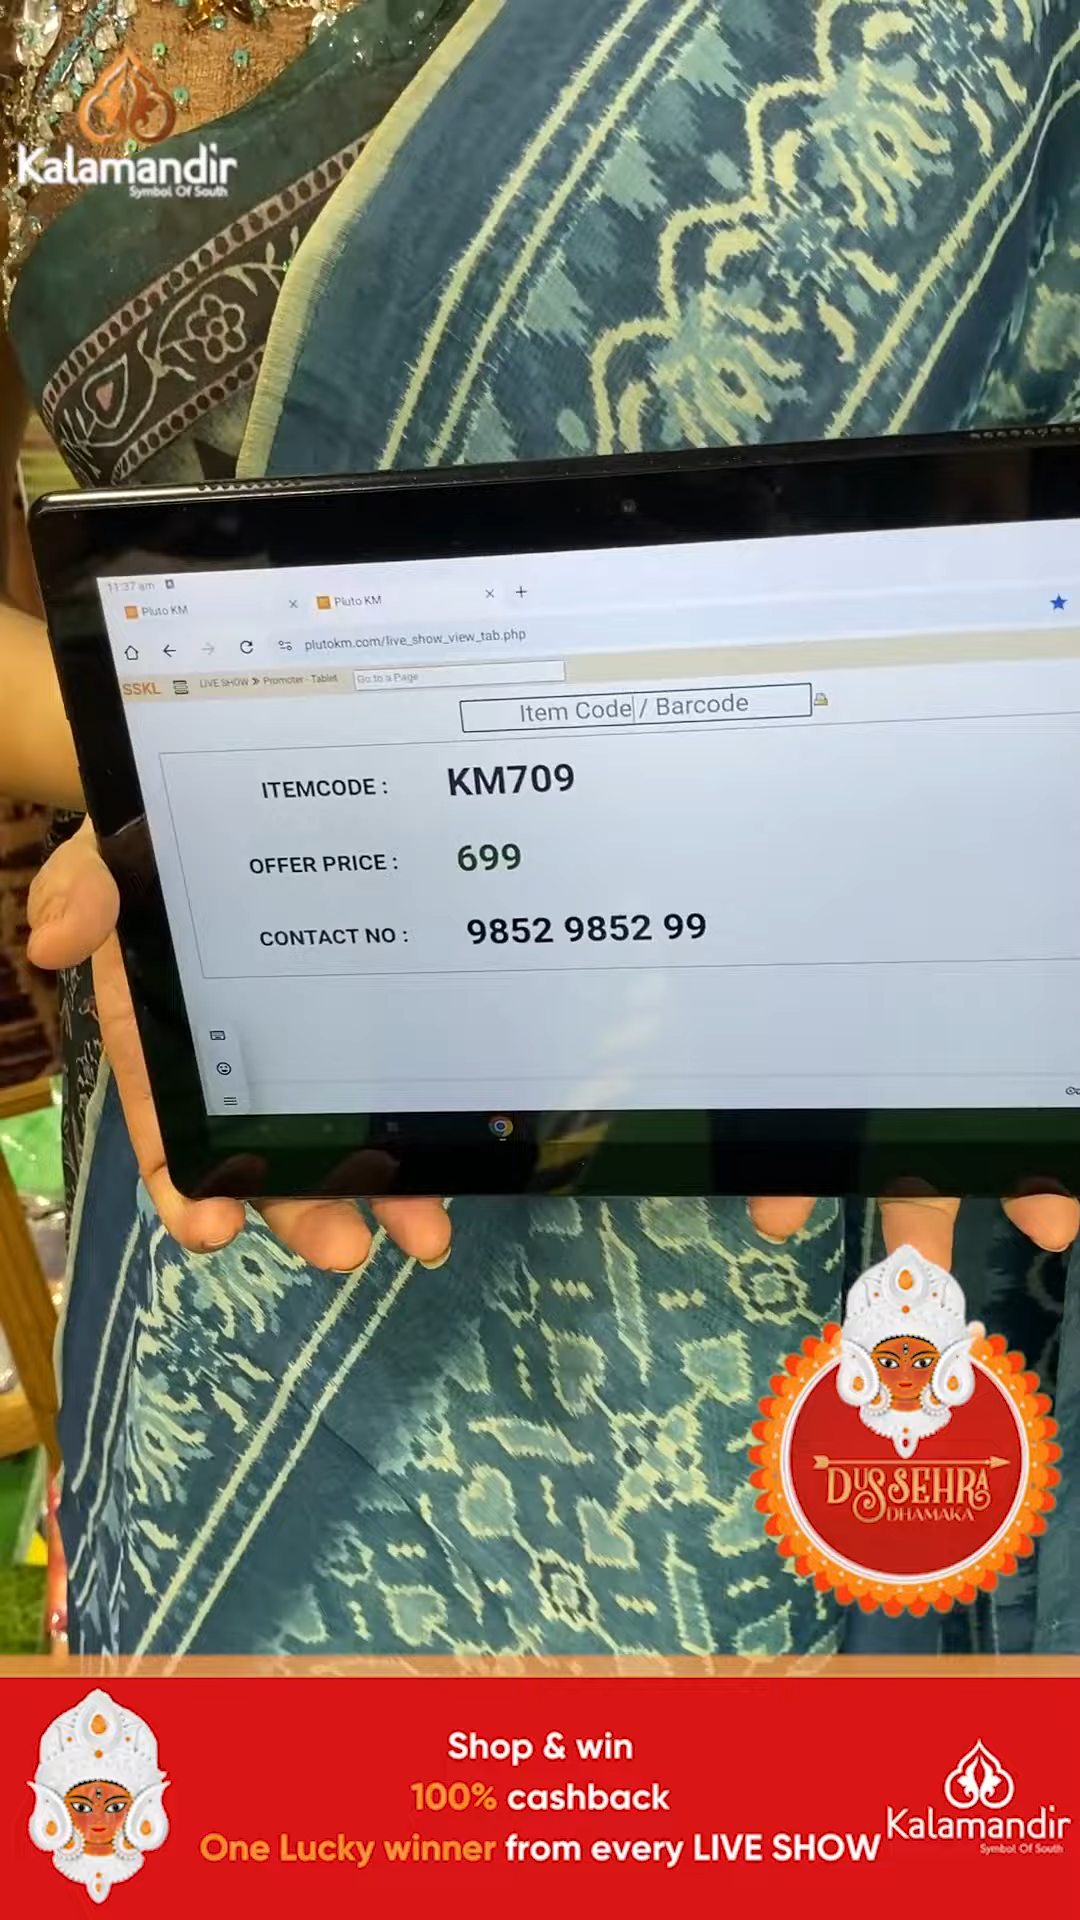 Kalamandir
Symbol Of South
11:37 am
Pluto KM
Pluto KM
plutokm.com/live_show_view_tab.php
SSKL
LIVE SHOW » Promoter - Tablet
Go to a Page
Item Code / Barcode
ITEMCODE : KM709
OFFER PRICE : 699
CONTACT NO : 9852 9852 99
DUSSEHRA
DHAMAKA
Shop & win
100% cashback
One Lucky winner from every LIVE SHOW
Kalamandir
Symbol Of South